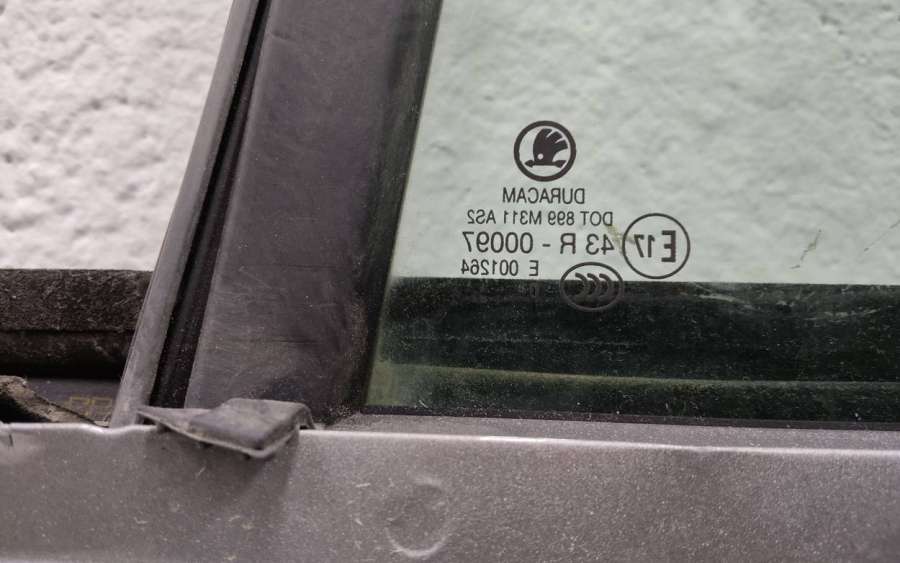 DURACAM
DOT 899 M311 AS2
E17 43 R - 00097
E 001264